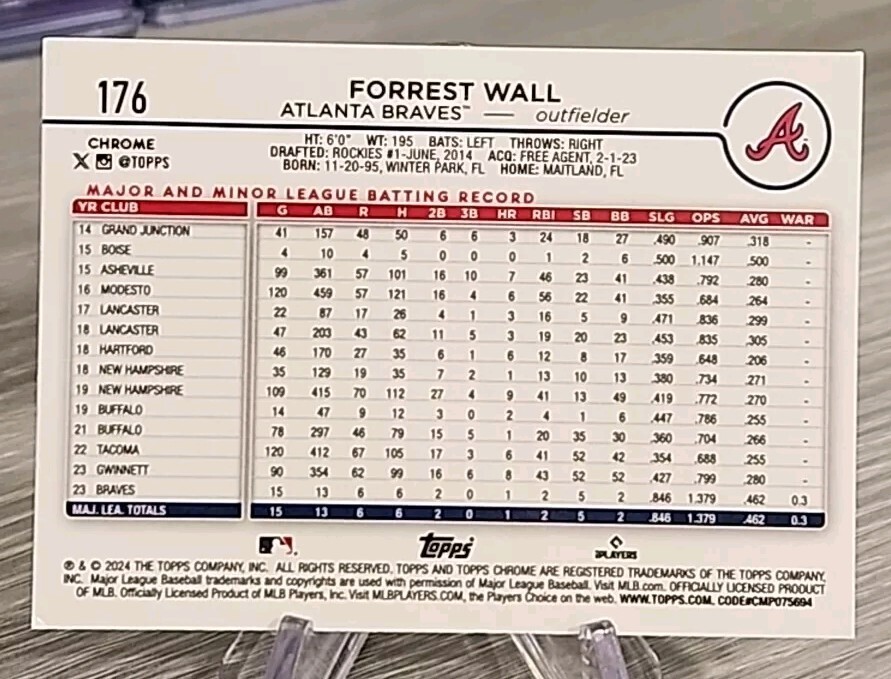 176
FORREST WALL
ATLANTA BRAVES™ — outfielder
A
CHROME
X @TOPPS
HT: 6'0" WT: 195 BATS: LEFT THROWS: RIGHT
DRAFTED: ROCKIES #1-JUNE, 2014 ACQ: FREE AGENT, 2-1-23
BORN: 11-20-95, WINTER PARK, FL HOME: MAITLAND, FL
MAJOR AND MINOR LEAGUE BATTING RECORD
YR CLUB G AB R H 2B 3B HR RBI SB BB SLG OPS AVG WAR
14 GRAND JUNCTION 41 157 48 50 6 6 3 24 18 27 .490 .907 .318 -
15 BOISE 4 10 4 5 0 0 0 1 2 6 .500 1.147 .500 -
15 ASHEVILLE 99 361 57 101 16 10 7 46 23 41 .438 .792 .280 -
16 MODESTO 120 459 57 121 16 4 6 56 22 41 .355 .684 .264 -
17 LANCASTER 22 87 17 26 4 1 3 16 5 9 .471 .836 .299 -
18 LANCASTER 47 203 43 62 11 5 3 19 20 23 .453 .835 .305 -
18 HARTFORD 46 170 27 35 6 1 6 12 8 17 .359 .648 .206 -
18 NEW HAMPSHIRE 35 129 19 35 7 2 1 13 10 13 .380 .734 .271 -
19 NEW HAMPSHIRE 109 415 70 112 27 4 9 41 13 49 .419 .772 .270 -
19 BUFFALO 14 47 9 12 3 0 2 4 1 6 .447 .786 .255 -
21 BUFFALO 78 297 46 79 15 5 1 20 35 30 .360 .704 .266 -
22 TACOMA 120 412 67 105 17 3 6 41 52 42 .354 .688 .255 -
23 GWINNETT 90 354 62 99 16 6 8 43 52 52 .427 .799 .280 -
23 BRAVES 15 13 6 6 2 0 1 2 5 2 .846 1.379 .462 0.3
MAJ. LEA. TOTALS 15 13 6 6 2 0 1 2 5 2 .846 1.379 .462 0.3
Topps
PLAYERS
® & © 2024 THE TOPPS COMPANY, INC. ALL RIGHTS RESERVED. TOPPS AND TOPPS CHROME ARE REGISTERED TRADEMARKS OF THE TOPPS COMPANY,
INC. Major League Baseball trademarks and copyrights are used with permission of Major League Baseball. Visit MLB.com. OFFICIALLY LICENSED PRODUCT
OF MLB. Officially Licensed Product of MLB Players, Inc. Visit MLBPLAYERS.COM, the Players Choice on the web. WWW.TOPPS.COM. CODE#CMP075694